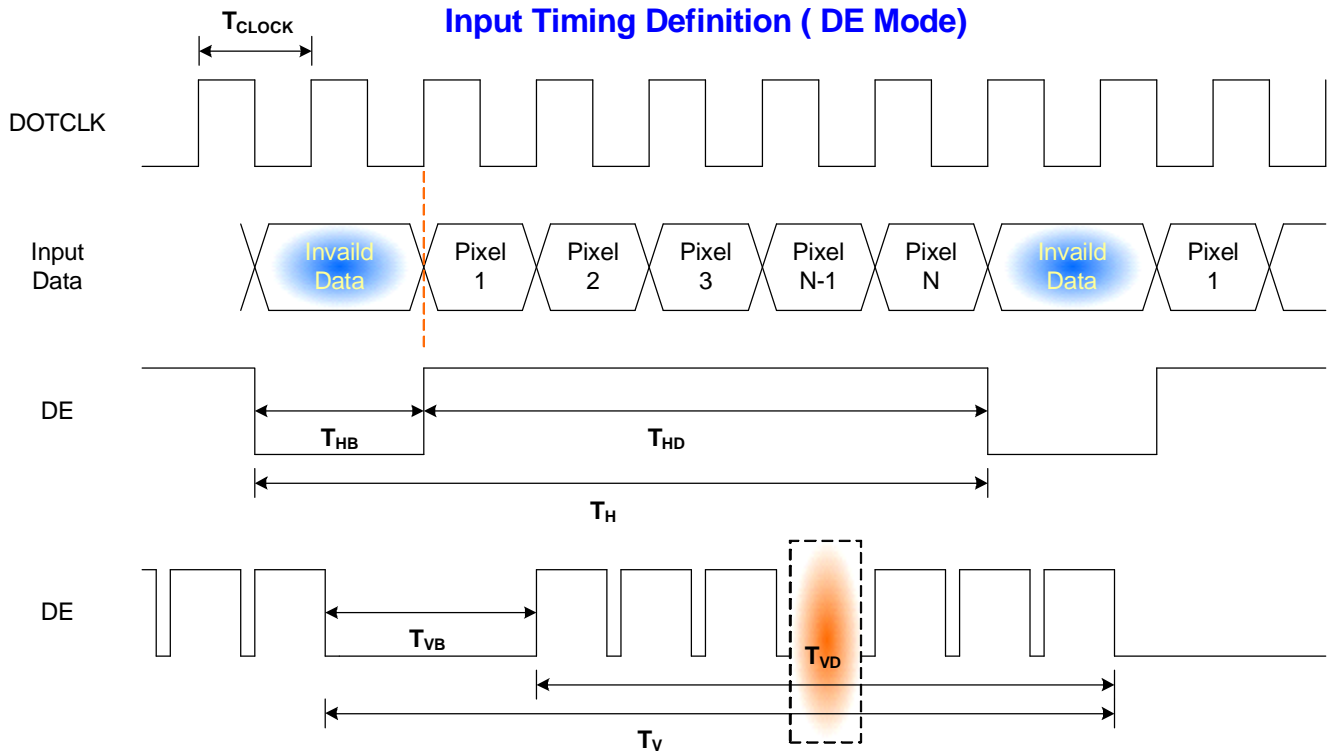 Input Timing Definition ( DE Mode)
TCLOCK
DOTCLK
Input
Data
Invaild
Data
Pixel
1
Pixel
2
Pixel
3
Pixel
N-1
Pixel
N
Invaild
Data
Pixel
1
DE
THB
THD
TH
DE
TVB
TVD
TV